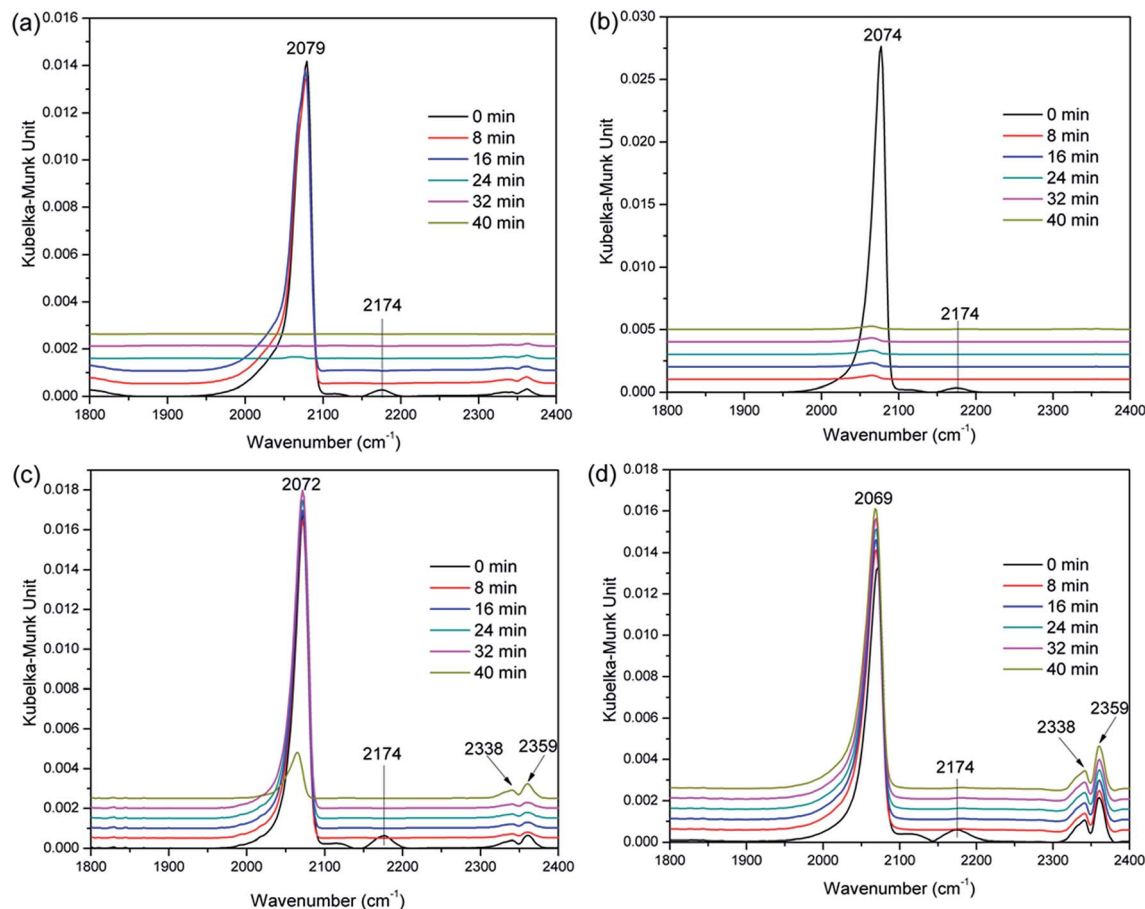 (a)
0.016
0.014
0.012
0.010
0.008
0.006
0.004
0.002
0.000
Kubelka-Munk Unit
2079
2174
0 min
8 min
16 min
24 min
32 min
40 min
1800 1900 2000 2100 2200 2300 2400
Wavenumber (cm⁻¹)
(b)
0.030
0.025
0.020
0.015
0.010
0.005
0.000
Kubelka-Munk Unit
2074
2174
0 min
8 min
16 min
24 min
32 min
40 min
1800 1900 2000 2100 2200 2300 2400
Wavenumber (cm⁻¹)
(c)
0.018
0.016
0.014
0.012
0.010
0.008
0.006
0.004
0.002
0.000
Kubelka-Munk Unit
2072
2174
2338
2359
0 min
8 min
16 min
24 min
32 min
40 min
1800 1900 2000 2100 2200 2300 2400
Wavenumber (cm⁻¹)
(d)
0.018
0.016
0.014
0.012
0.010
0.008
0.006
0.004
0.002
0.000
Kubelka-Munk Unit
2069
2174
2338
2359
0 min
8 min
16 min
24 min
32 min
40 min
1800 1900 2000 2100 2200 2300 2400
Wavenumber (cm⁻¹)